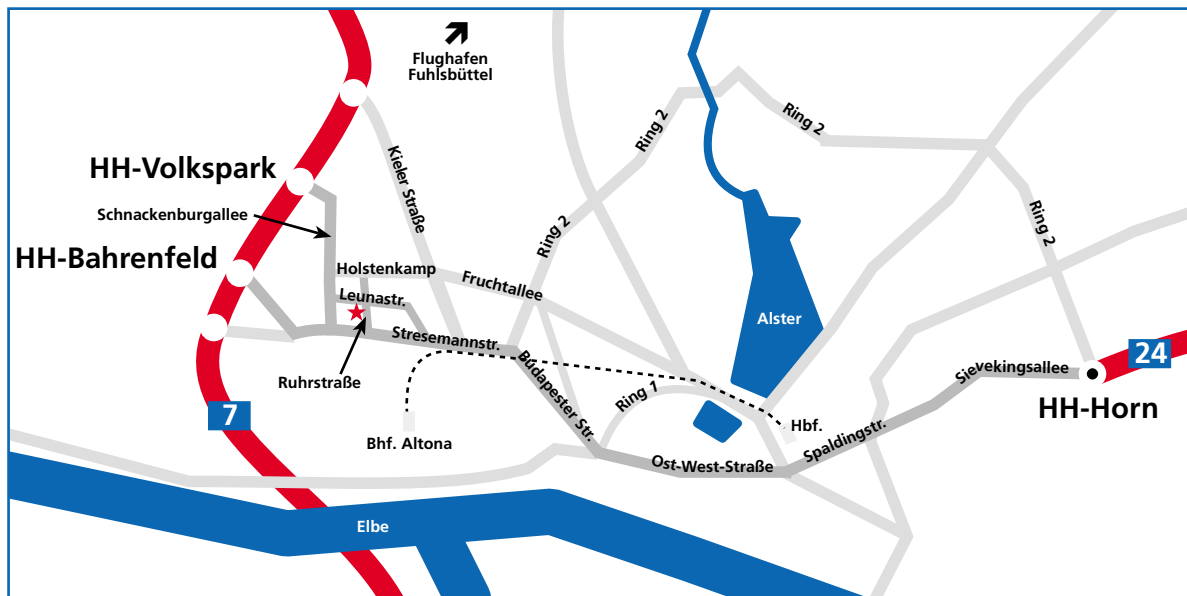 Flughafen
Fuhlsbüttel
Ring 2
Ring 2
Kieler Straße
HH-Volkspark
Schnackenburgallee
Ring 2
Ring 2
HH-Bahrenfeld
Holstenkamp
Fruchtallee
Leunastr.
Alster
Stresemannstr.
24
Sievekingsallee
Ruhrstraße
Budapester Str.
Ring 1
HH-Horn
7
Hbf.
Bhf. Altona
Spaldingstr.
Ost-West-Straße
Elbe